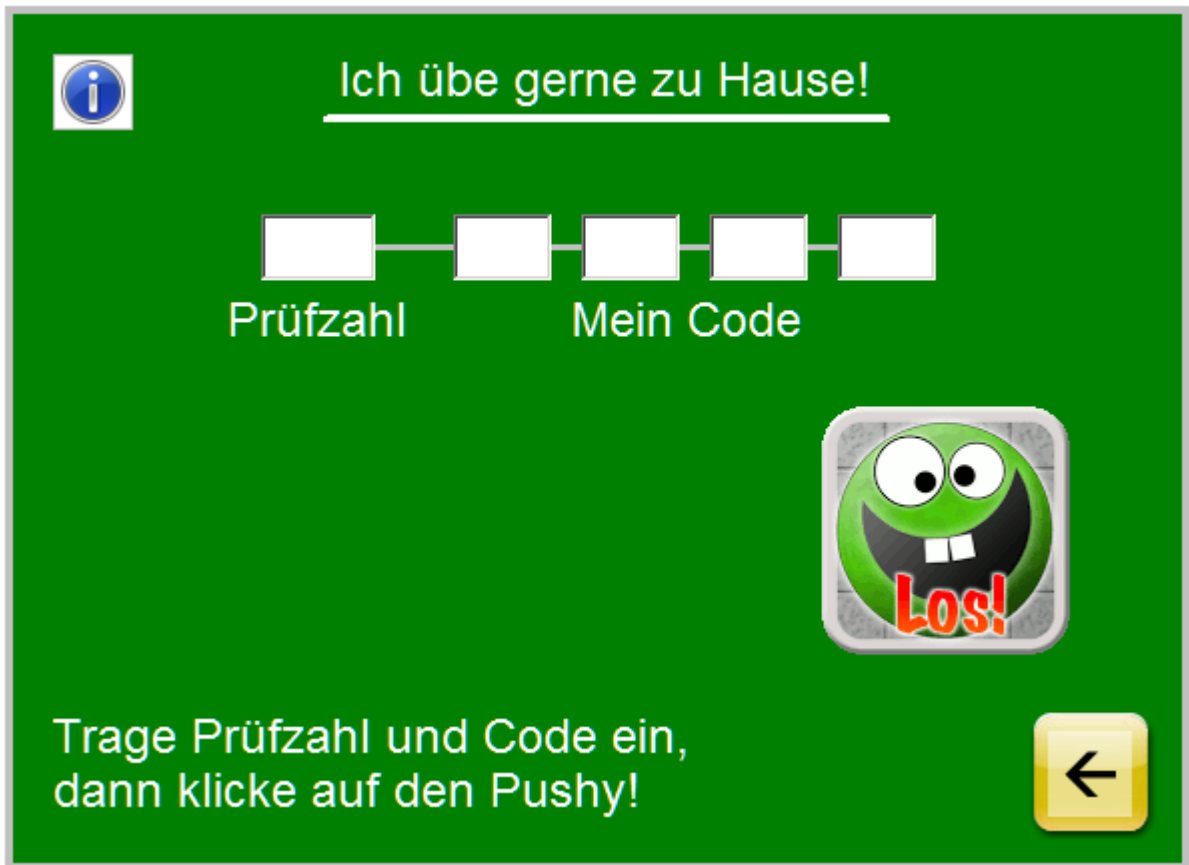 Ich übe gerne zu Hause!
Prüfzahl
Mein Code
Los!
Trage Prüfzahl und Code ein,
dann klicke auf den Pushy!